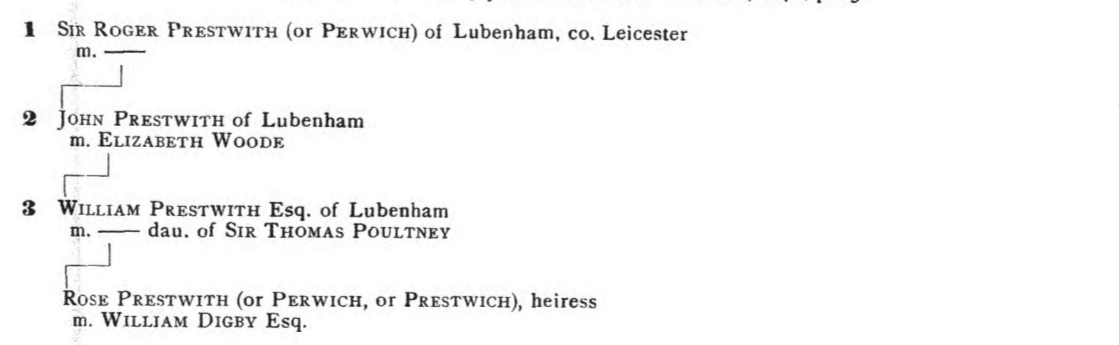 1 SIR ROGER PRESTWITH (or PERWICH) of Lubenham, co. Leicester
m. ——
2 JOHN PRESTWITH of Lubenham
m. ELIZABETH WOODE
3 WILLIAM PRESTWITH Esq. of Lubenham
m. —— dau. of SIR THOMAS POULTNEY
ROSE PRESTWITH (or PERWICH, or PRESTWICH), heiress
m. WILLIAM DIGBY Esq.